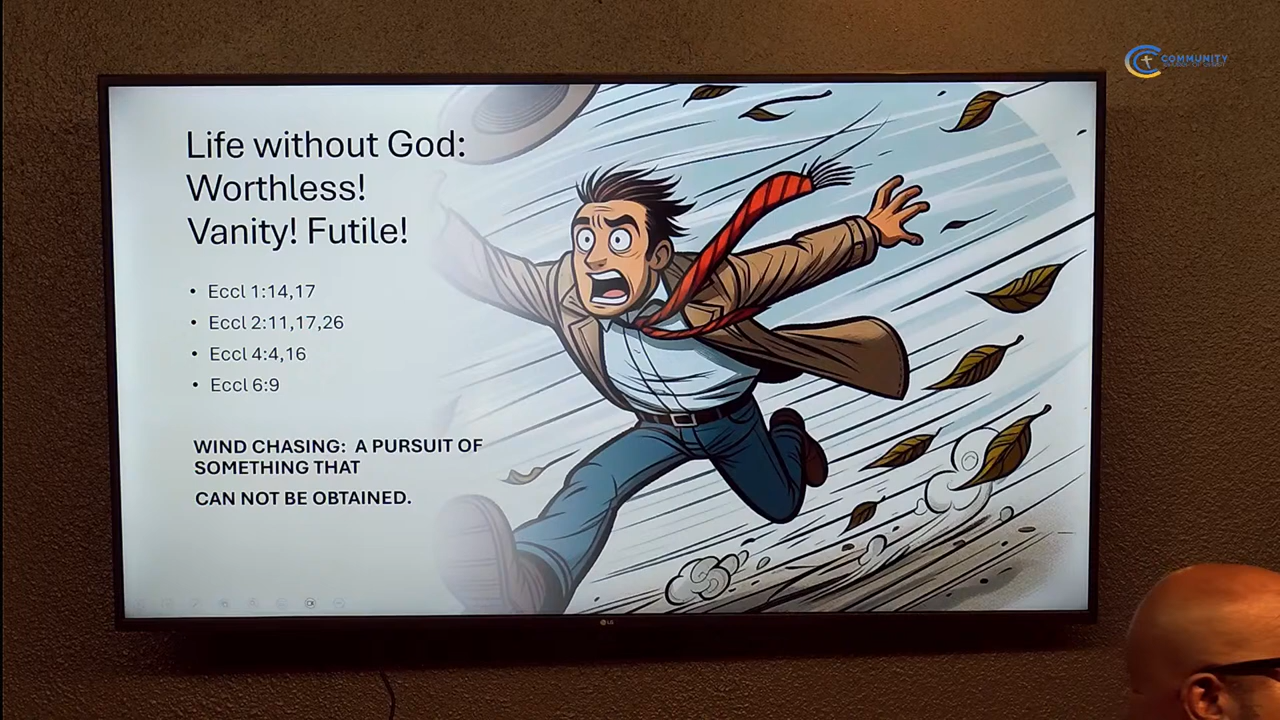 COMMUNITY
Life without God:
Worthless!
Vanity! Futile!
• Eccl 1:14,17
• Eccl 2:11,17,26
• Eccl 4:4,16
• Eccl 6:9
WIND CHASING: A PURSUIT OF
SOMETHING THAT
CAN NOT BE OBTAINED.
LG